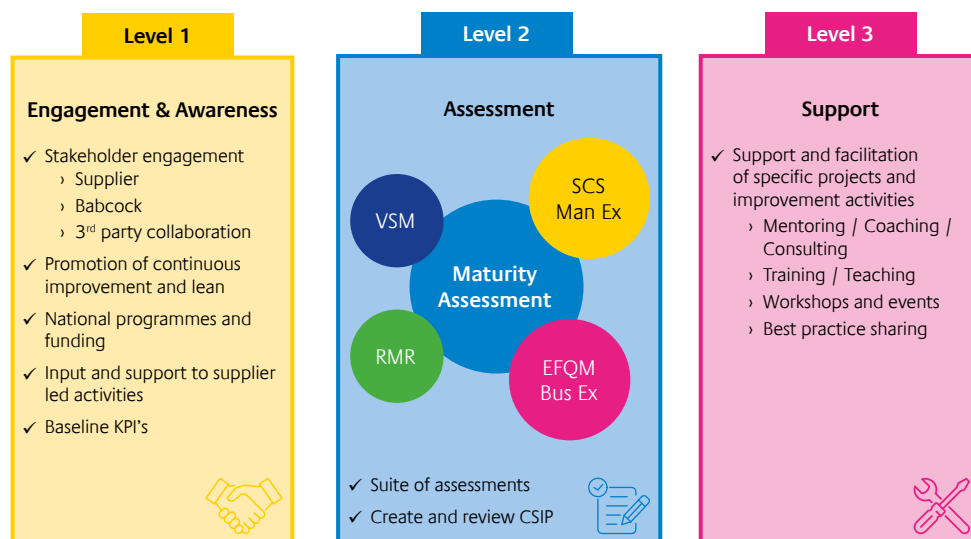 Level 1
Engagement & Awareness
✓ Stakeholder engagement
› Supplier
› Babcock
› 3rd party collaboration
✓ Promotion of continuous
improvement and lean
✓ National programmes and
funding
✓ Input and support to supplier
led activities
✓ Baseline KPI's
Level 2
Assessment
VSM
SCS
Man Ex
Maturity
Assessment
RMR
EFQM
Bus Ex
✓ Suite of assessments
✓ Create and review CSIP
Level 3
Support
✓ Support and facilitation
of specific projects and
improvement activities
› Mentoring / Coaching /
Consulting
› Training / Teaching
› Workshops and events
› Best practice sharing